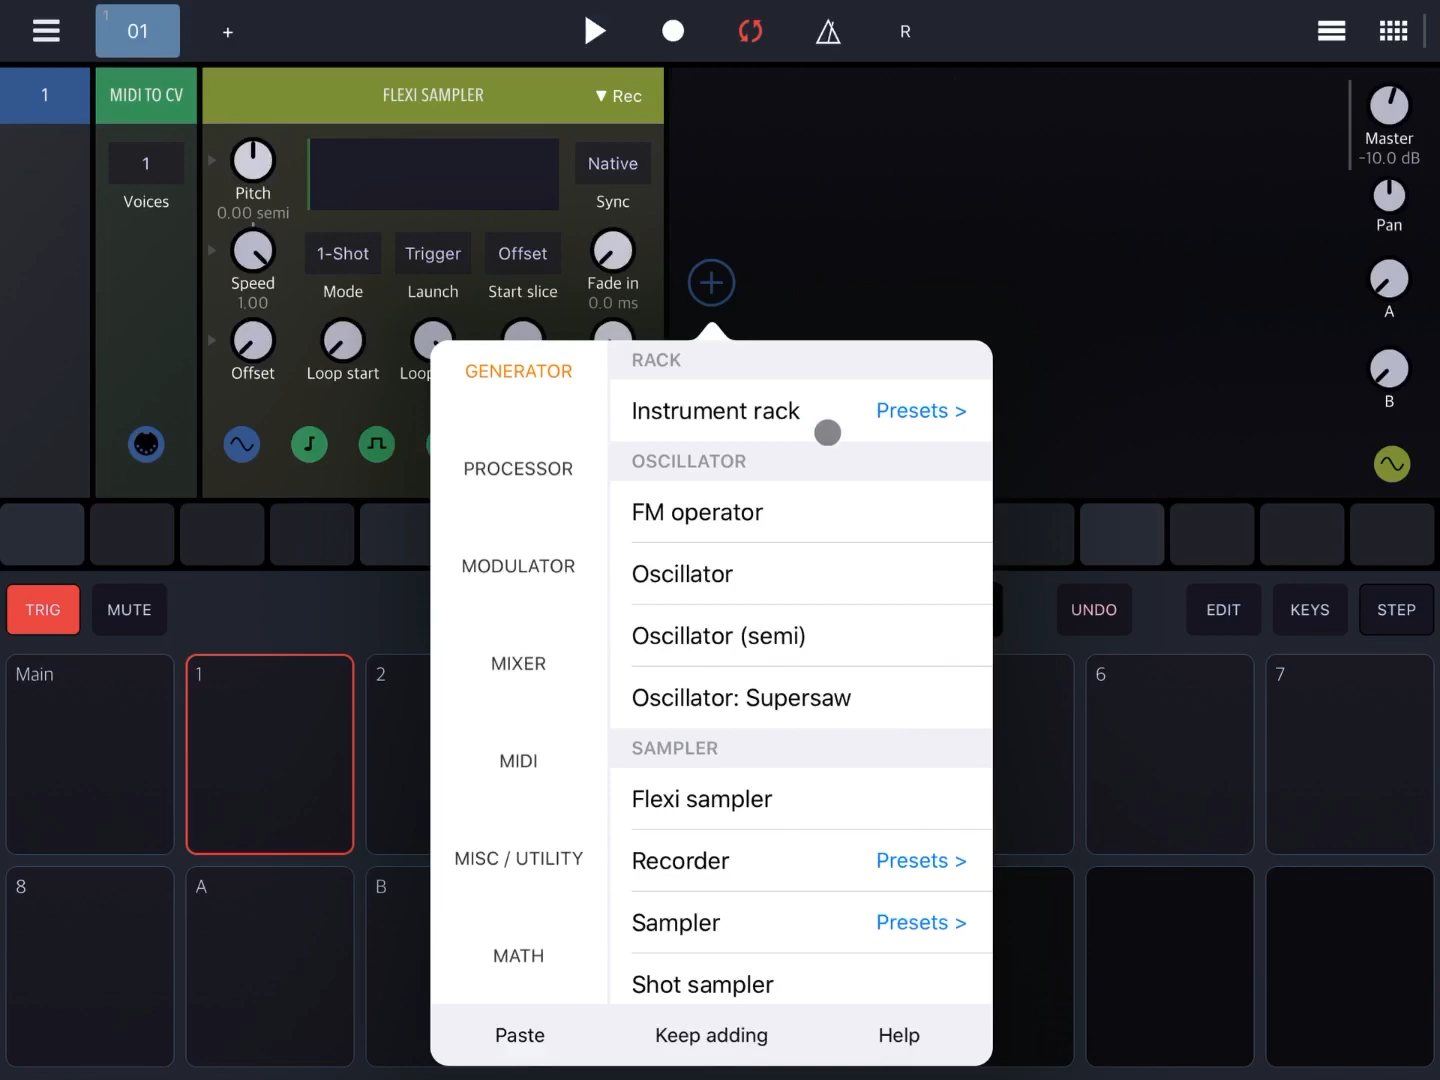 1
01
+
R
1
MIDI TO CV
FLEXI SAMPLER
▼ Rec
1
Voices
Pitch
0.00 semi
Native
Sync
Speed
1.00
1-Shot
Mode
Trigger
Launch
Offset
Start slice
Fade in
0.0 ms
Offset
Loop start
Master
-10.0 dB
Pan
A
B
GENERATOR
PROCESSOR
MODULATOR
MIXER
MIDI
MISC / UTILITY
MATH
RACK
Instrument rack Presets >
OSCILLATOR
FM operator
Oscillator
Oscillator (semi)
Oscillator: Supersaw
SAMPLER
Flexi sampler
Recorder Presets >
Sampler Presets >
Shot sampler
Paste Keep adding Help
TRIG
MUTE
UNDO
EDIT
KEYS
STEP
Main
1
2
6
7
8
A
B